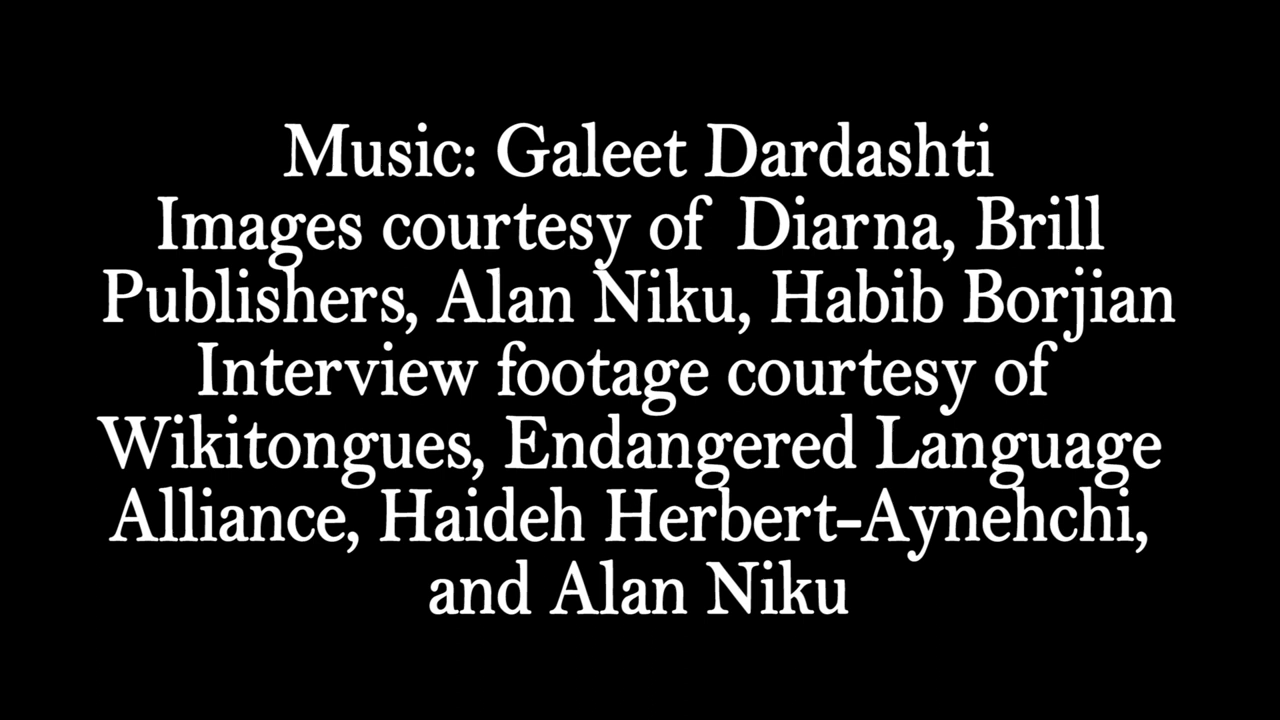 Music: Galeet Dardashti
Images courtesy of Diarna, Brill
Publishers, Alan Niku, Habib Borjian
Interview footage courtesy of
Wikitongues, Endangered Language
Alliance, Haideh Herbert-Aynehchi,
and Alan Niku